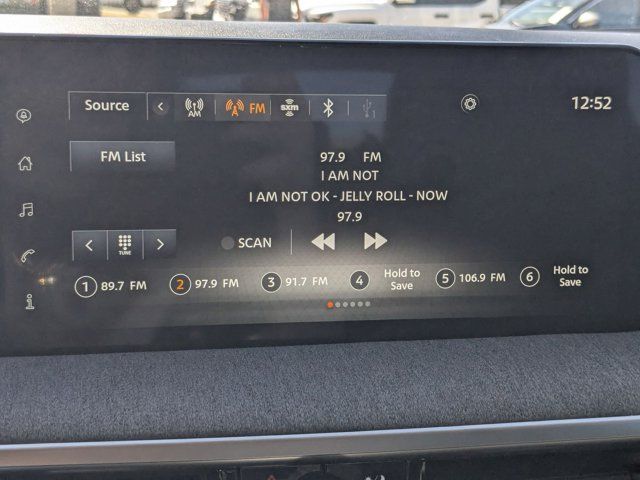 Source
AM
FM
sxm
1
12:52
FM List
97.9 FM
I AM NOT
I AM NOT OK - JELLY ROLL - NOW
97.9
TUNE
SCAN
1 89.7 FM
2 97.9 FM
3 91.7 FM
4 Hold to
Save
5 106.9 FM
6 Hold to
Save